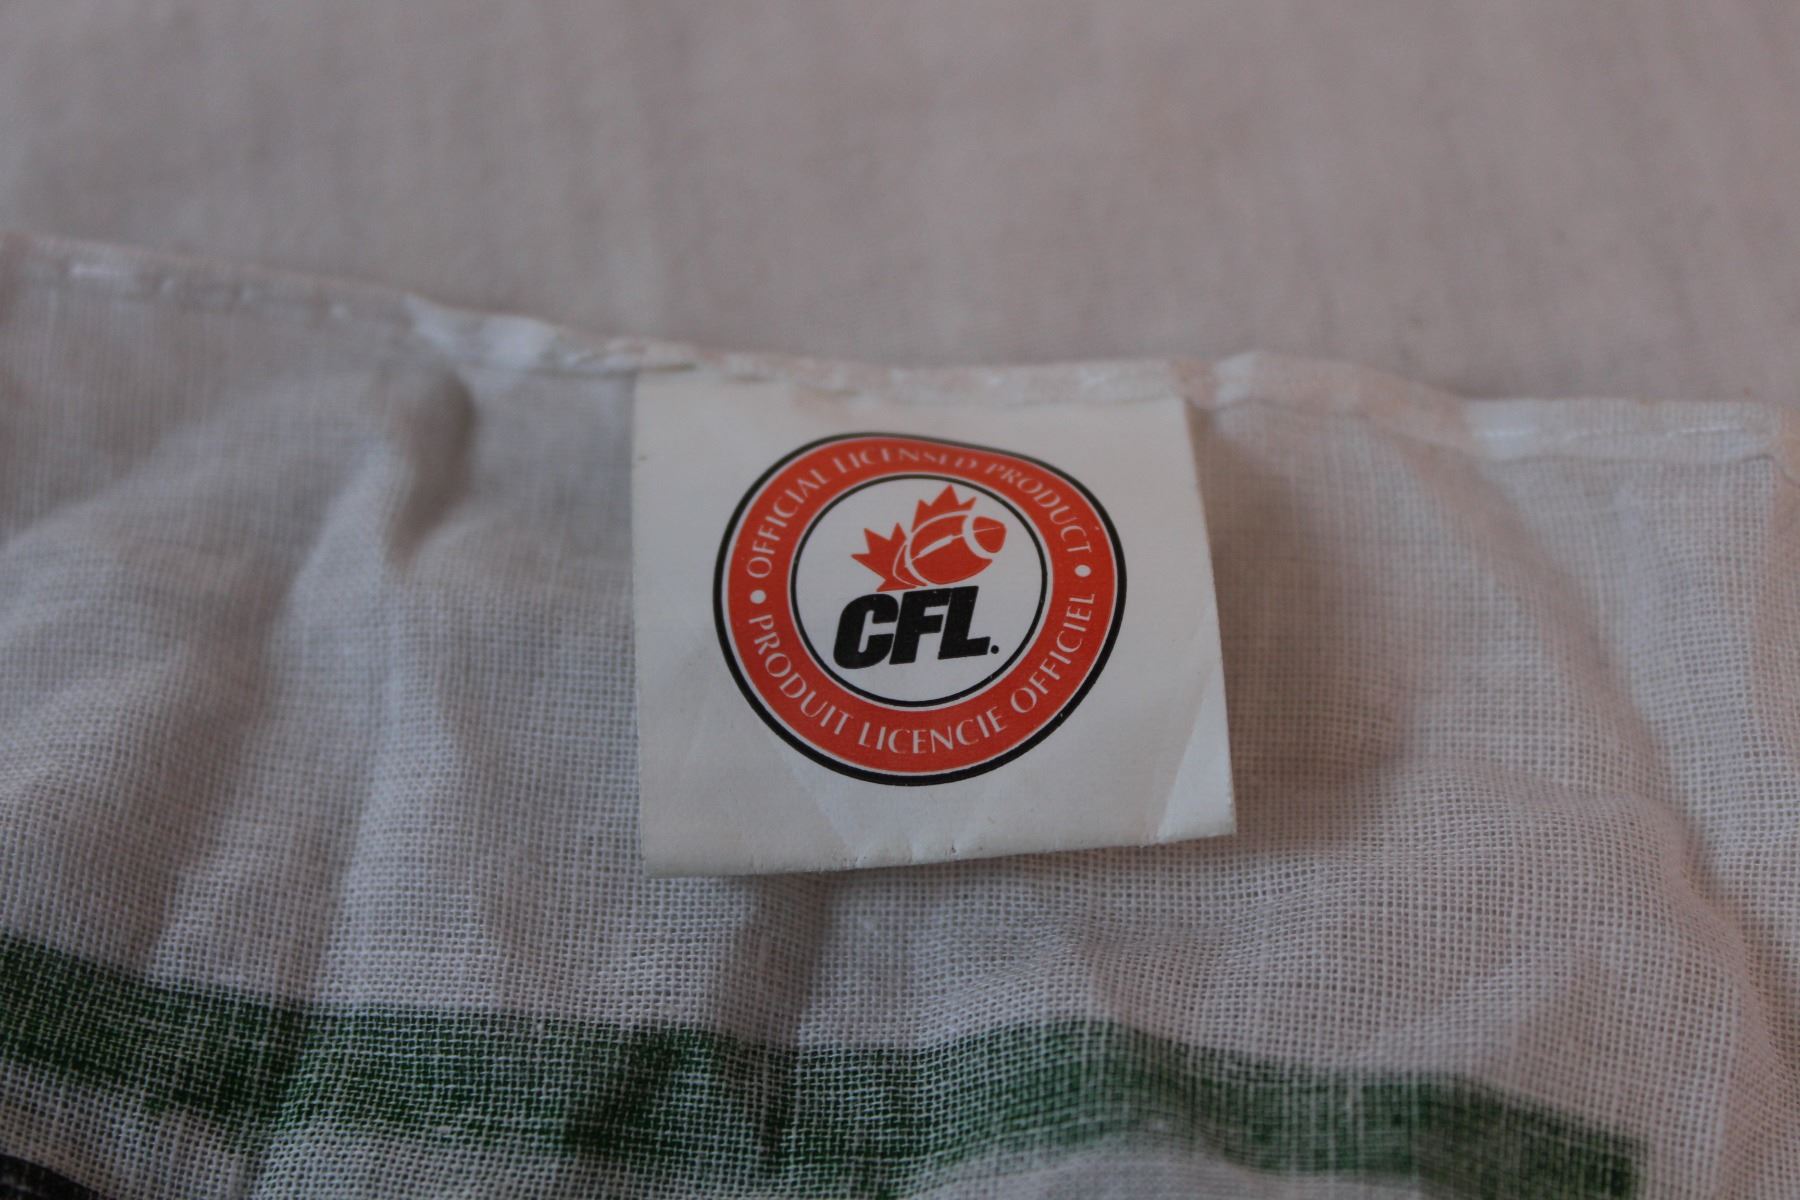 • OFFICIAL LICENSED PRODUCT •
CFL.
PRODUIT LICENCIE OFFICIEL